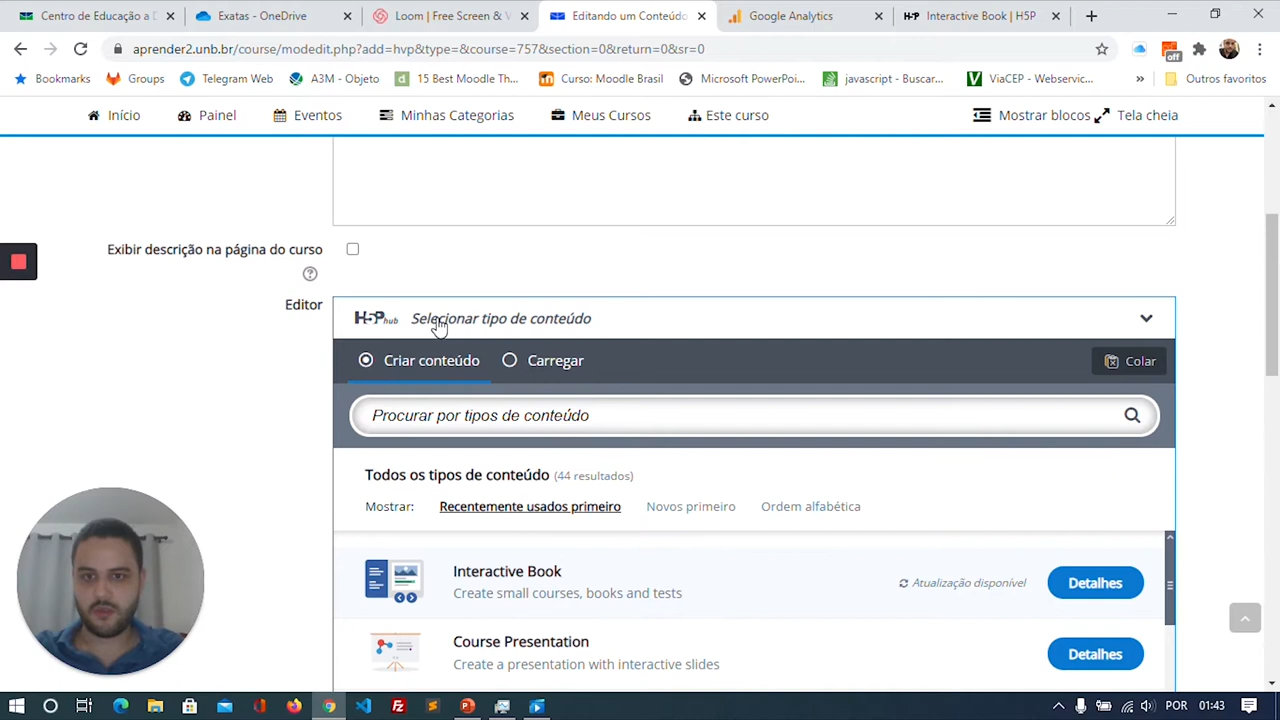 Centro de Educação a D
Exatas - OneDrive
Loom | Free Screen & V
Editando um Conteúdo
Google Analytics
H-P Interactive Book | H5P
aprender2.unb.br/course/modedit.php?add=hvp&type=&course=757&section=0&return=0&sr=0
off
Bookmarks
Groups
Telegram Web
A3M - Objeto
15 Best Moodle Th...
Curso: Moodle Brasil
Microsoft PowerPoi...
javascript - Buscar...
ViaCEP - Webservic...
»
Outros favoritos
Início
Painel
Eventos
Minhas Categorias
Meus Cursos
Este curso
Mostrar blocos
Tela cheia
Exibir descrição na página do curso
Editor
H5P hub Selecionar tipo de conteúdo
Criar conteúdo
Carregar
Colar
Procurar por tipos de conteúdo
Todos os tipos de conteúdo (44 resultados)
Mostrar: Recentemente usados primeiro Novos primeiro Ordem alfabética
Interactive Book
Create small courses, books and tests
Atualização disponível
Detalhes
Course Presentation
Create a presentation with interactive slides
Detalhes
POR 01:43